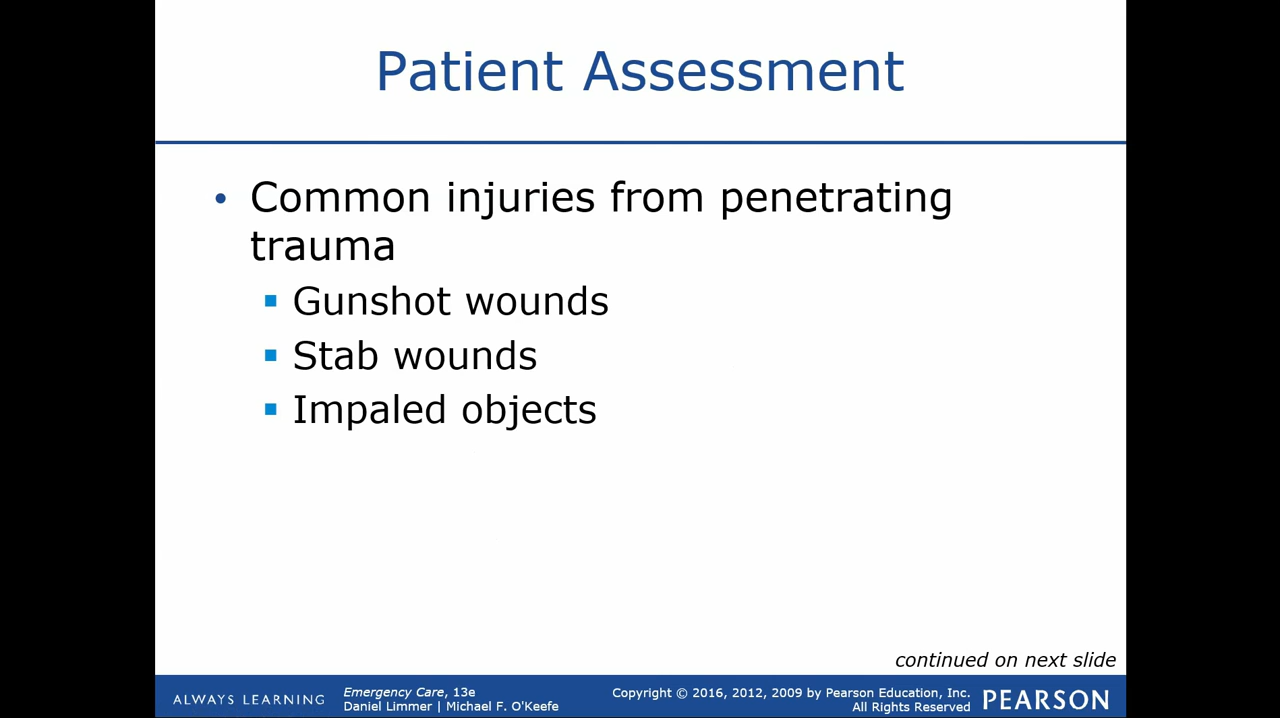 Patient Assessment
• Common injuries from penetrating
trauma
▪ Gunshot wounds
▪ Stab wounds
▪ Impaled objects
continued on next slide
ALWAYS LEARNING
Emergency Care, 13e
Daniel Limmer | Michael F. O'Keefe
Copyright © 2016, 2012, 2009 by Pearson Education, Inc.
All Rights Reserved
PEARSON